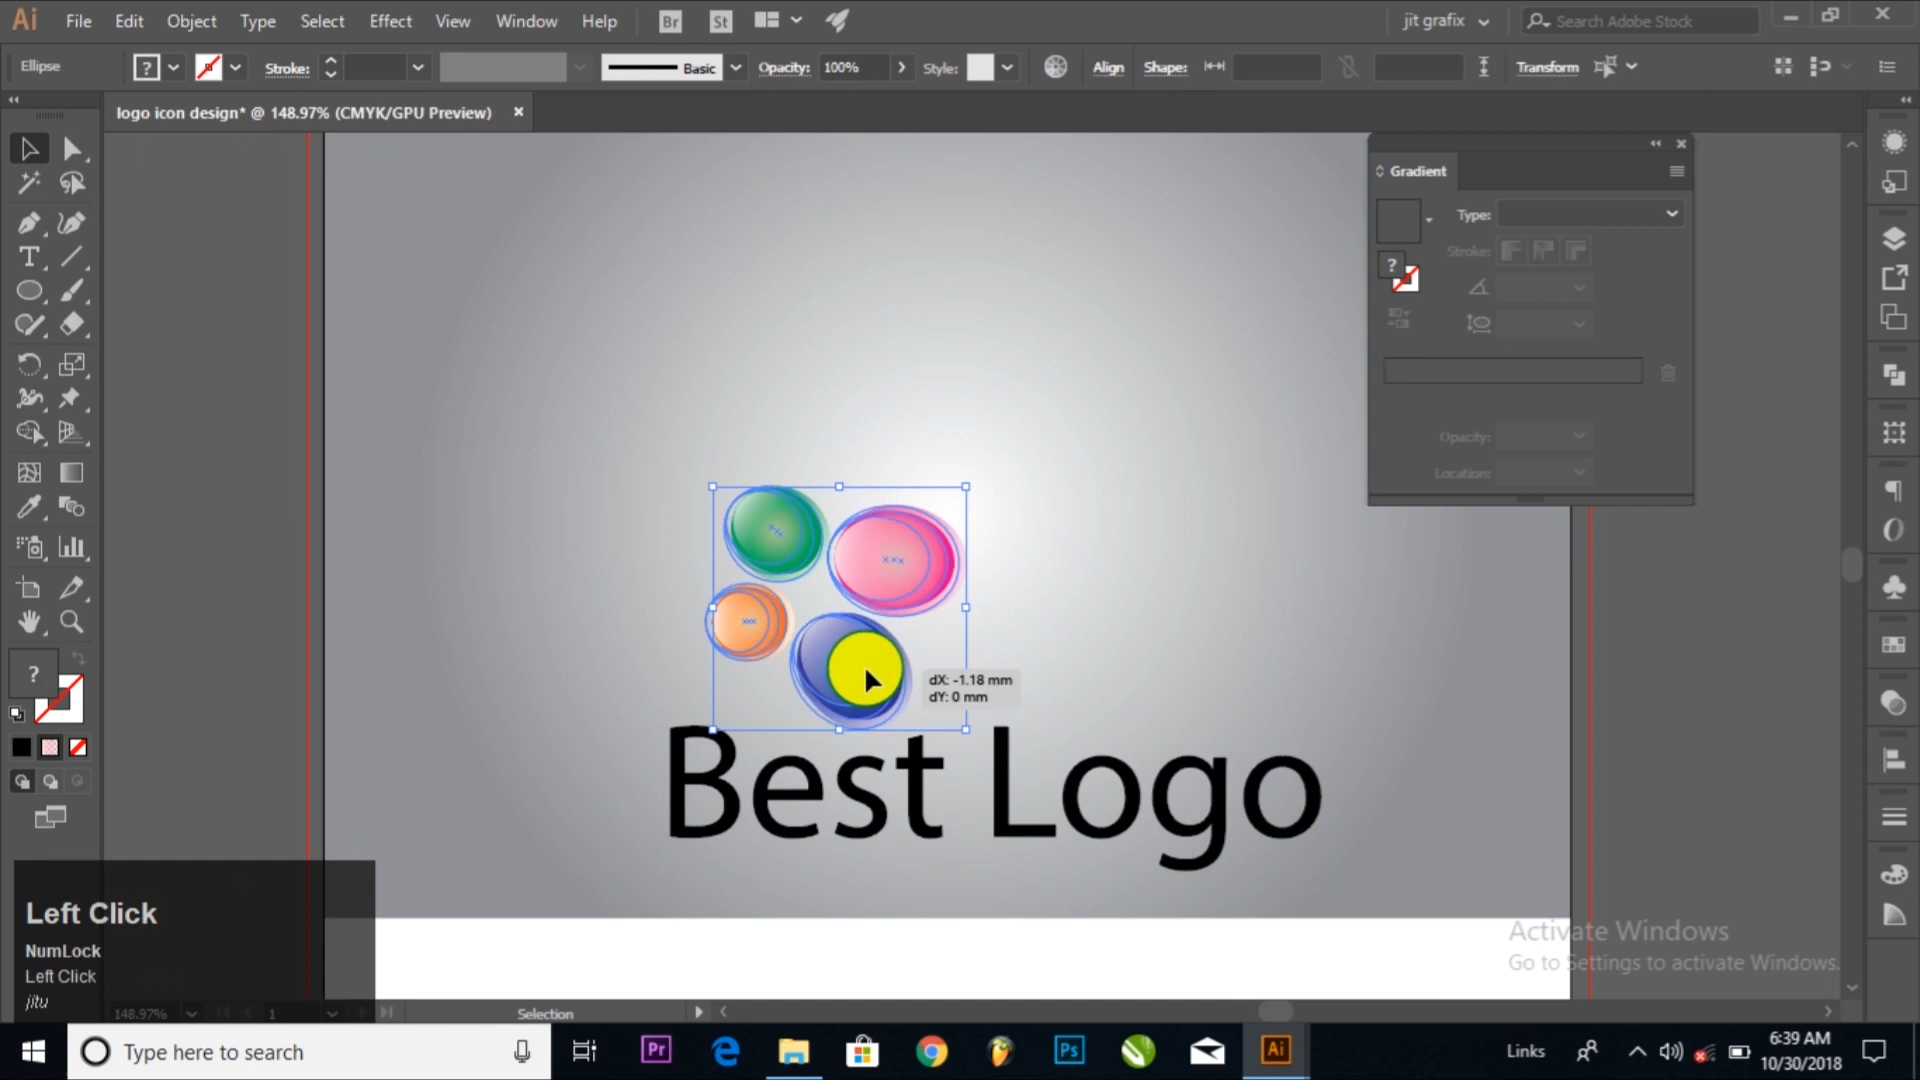 Ai File Edit Object Type Select Effect View Window Help Br St jit grafix Search Adobe Stock
Ellipse ? Stroke: Basic Opacity: 100% Style: Align Shape: Transform
logo icon design* @ 148.97% (CMYK/GPU Preview)
Gradient
Type:
Stroke:
?
Opacity:
Location:
?
dX: -1.18 mm
dY: 0 mm
Best Logo
Left Click
NumLock
Left Click
jitu
Activate Windows
Go to Settings to activate Windows.
148.97% 1 Selection
Type here to search Pr Ps Ai Links 6:39 AM
10/30/2018